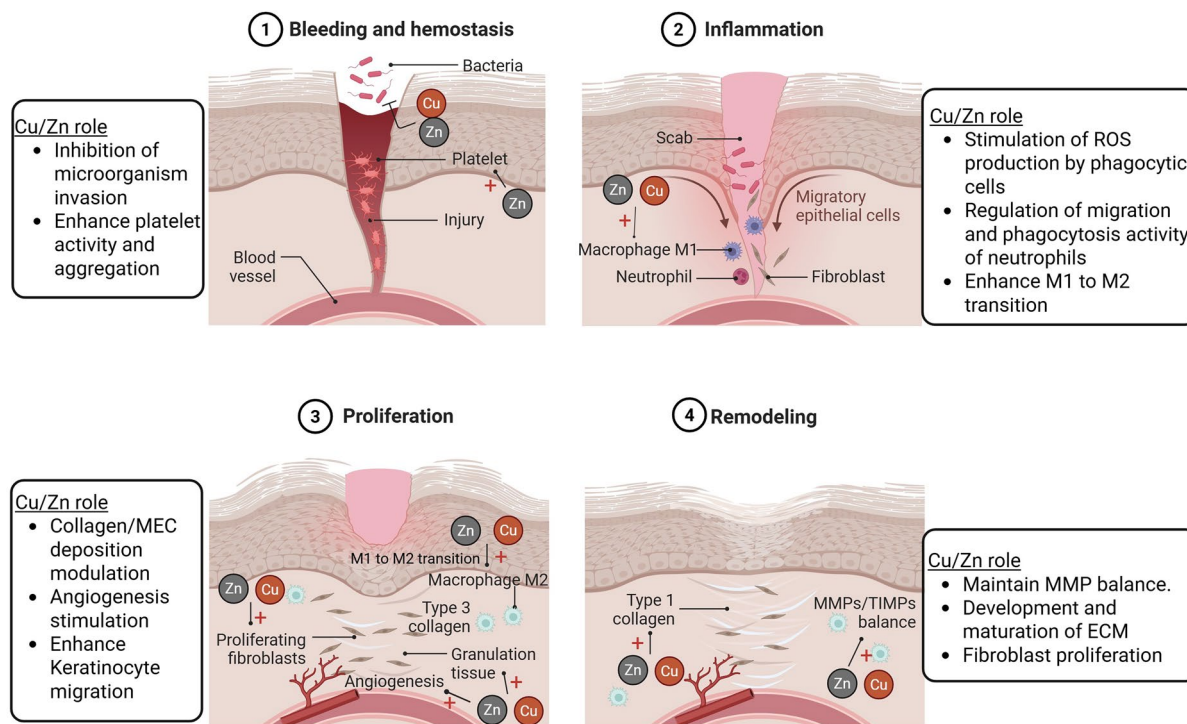 1 Bleeding and hemostasis
Bacteria
Cu
Zn
Platelet
+
Zn
Injury
Blood
vessel
Cu/Zn role
• Inhibition of
microorganism
invasion
• Enhance platelet
activity and
aggregation
2 Inflammation
Scab
Zn Cu
+
Migratory
epithelial cells
Macrophage M1
Neutrophil
Fibroblast
Cu/Zn role
• Stimulation of ROS
production by phagocytic
cells
• Regulation of migration
and phagocytosis activity
of neutrophils
• Enhance M1 to M2
transition
3 Proliferation
Cu/Zn role
• Collagen/MEC
deposition
modulation
• Angiogenesis
stimulation
• Enhance
Keratinocyte
migration
Zn Cu
+
M1 to M2 transition
Macrophage M2
Zn Cu
+
Type 3
collagen
Proliferating
fibroblasts
Granulation
tissue
+
Angiogenesis
+
Zn Cu
4 Remodeling
Type 1
collagen
+
Zn Cu
MMPs/TIMPs
balance
+
Zn Cu
Cu/Zn role
• Maintain MMP balance.
• Development and
maturation of ECM
• Fibroblast proliferation